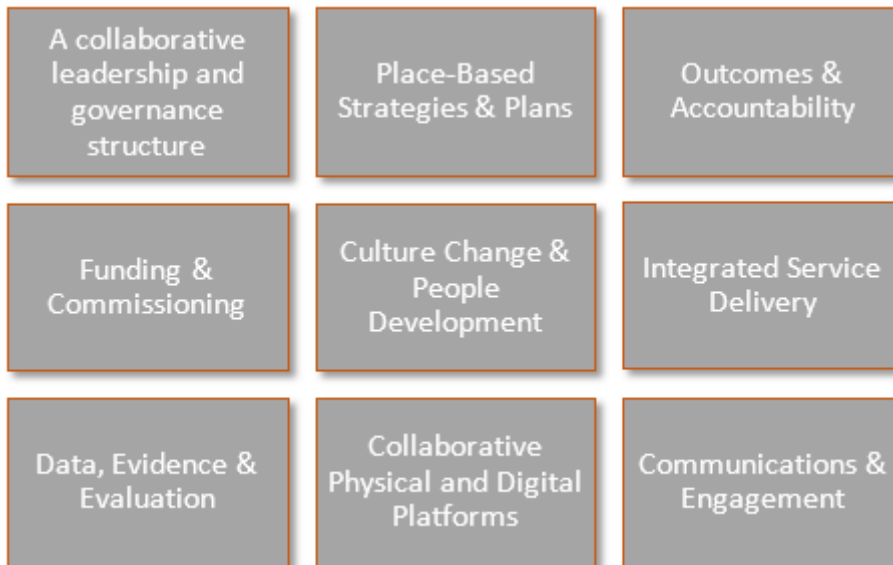 A collaborative
leadership and
governance
structure
Place-Based
Strategies & Plans
Outcomes &
Accountability
Funding &
Commissioning
Culture Change &
People
Development
Integrated Service
Delivery
Data, Evidence &
Evaluation
Collaborative
Physical and Digital
Platforms
Communications &
Engagement